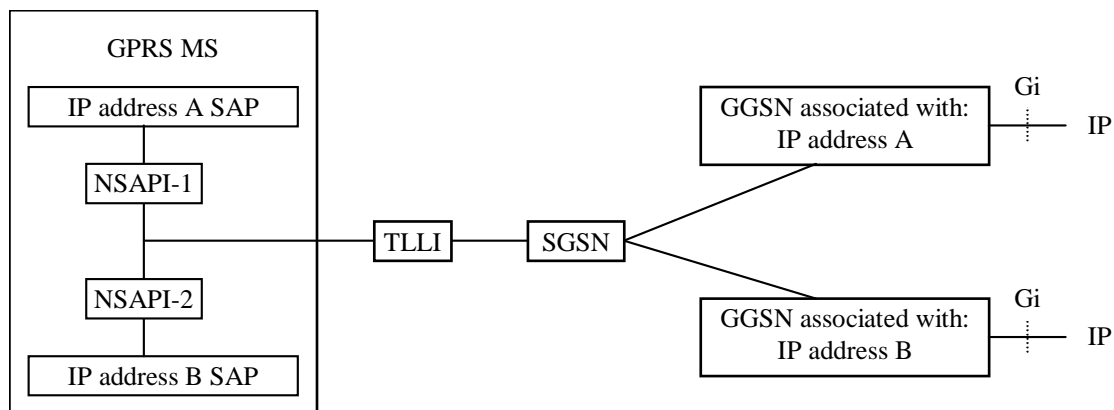 GPRS MS
IP address A SAP
NSAPI-1
NSAPI-2
IP address B SAP
TLLI
SGSN
GGSN associated with:
IP address A
Gi
IP
GGSN associated with:
IP address B
Gi
IP